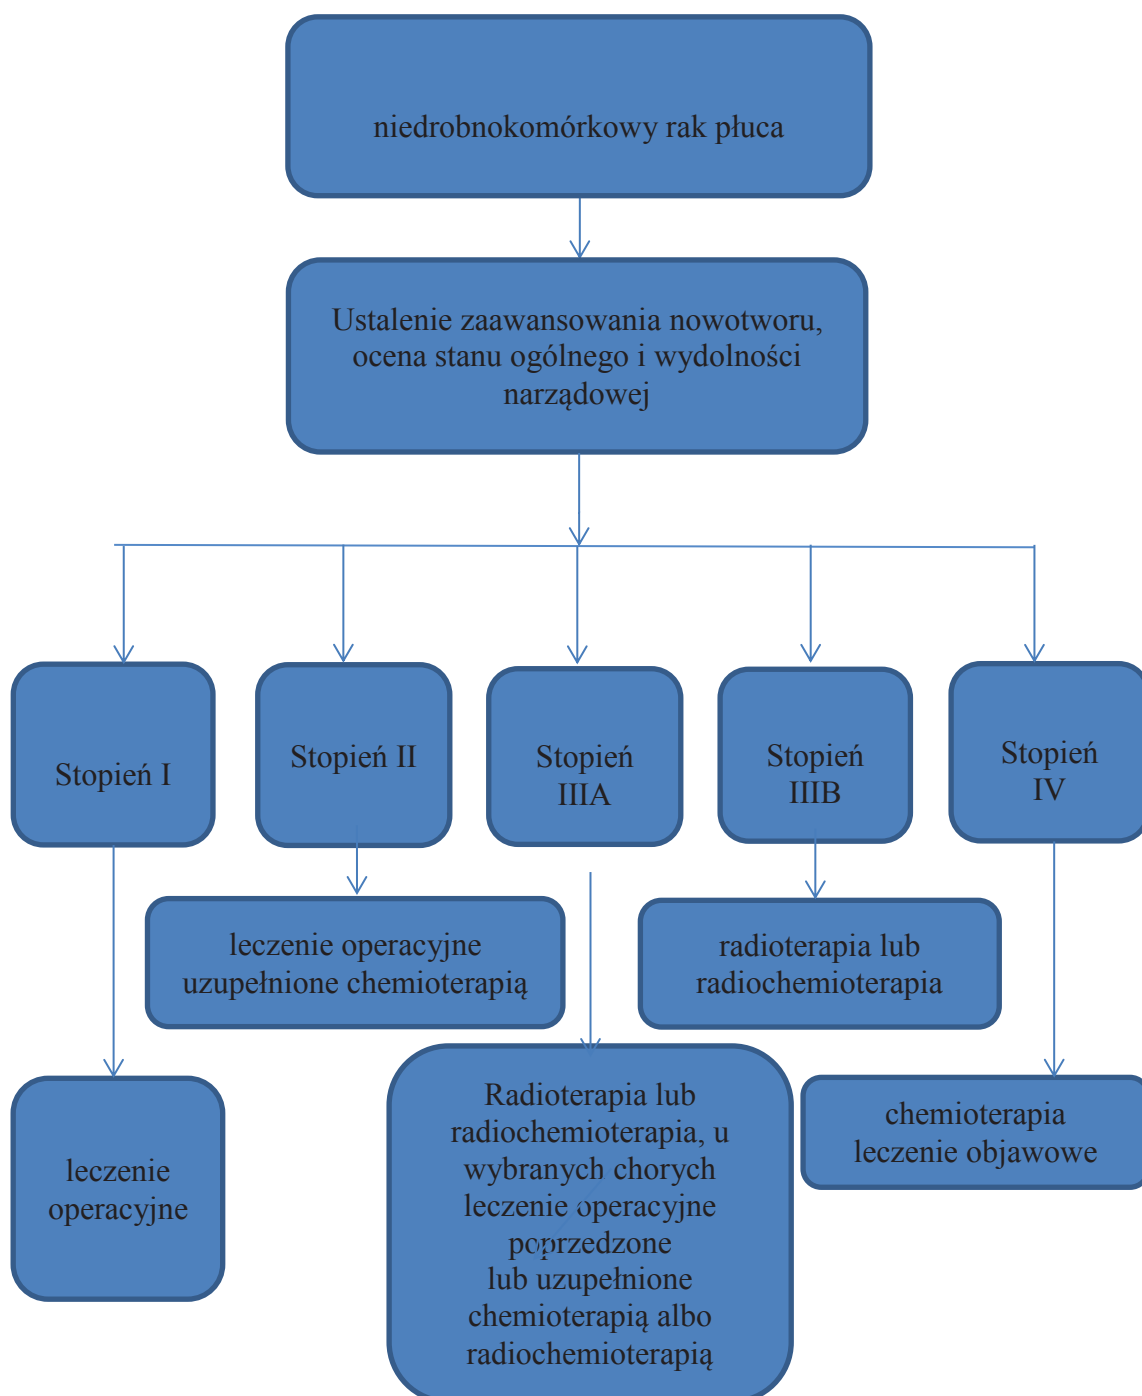 niedrobnokomórkowy rak płuca
Ustalenie zaawansowania nowotworu,
ocena stanu ogólnego i wydolności
narządowej
Stopień I
Stopień II
Stopień
IIIA
Stopień
IIIB
Stopień
IV
leczenie operacyjne
uzupełnione chemioterapią
radioterapia lub
radiochemioterapia
leczenie
operacyjne
Radioterapia lub
radiochemioterapia, u
wybranych chorych
leczenie operacyjne
poprzedzone
lub uzupełnione
chemioterapią albo
radiochemioterapią
chemioterapia
leczenie objawowe